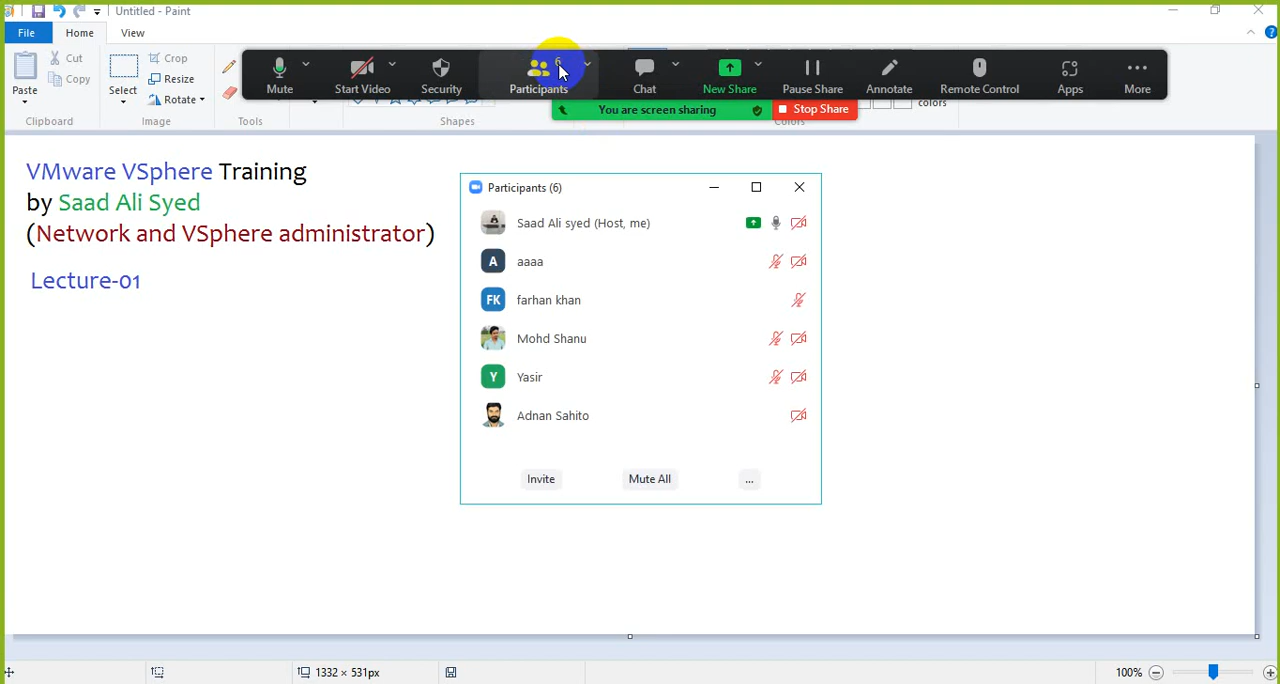 Untitled - Paint
File
Home
View
Mute
Start Video
Security
6
Participants
Chat
New Share
Pause Share
Annotate
Remote Control
Apps
More
You are screen sharing
Stop Share
Paste
Cut
Copy
Clipboard
Select
Crop
Resize
Rotate
Image
Tools
Shapes
colors
Colors
VMware VSphere Training
by Saad Ali Syed
(Network and VSphere administrator)
Lecture-01
Participants (6)
Saad Ali syed (Host, me)
A aaaa
FK farhan khan
Mohd Shanu
Y Yasir
Adnan Sahito
Invite
Mute All
...
1332 × 531px
100%